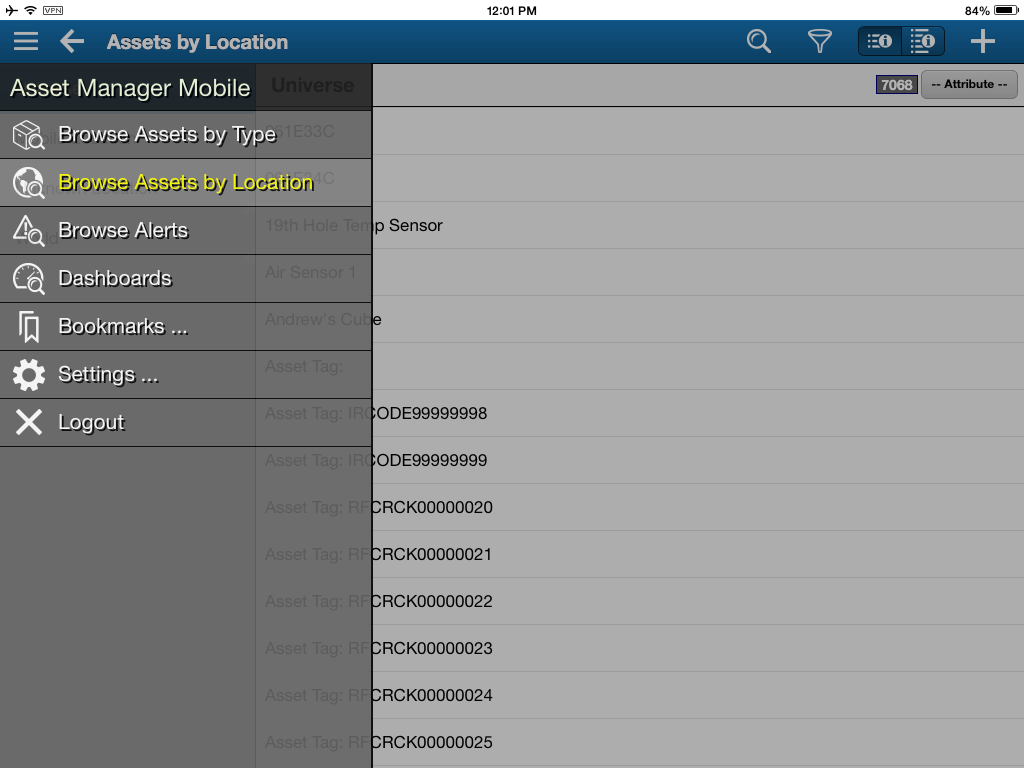 VPN
12:01 PM
84%
Assets by Location
Asset Manager Mobile
Universe
7068
-- Attribute --
Browse Assets by Type
Browse Assets by Location
Browse Alerts
Dashboards
Bookmarks ...
Settings ...
Logout
19th Hole Temp Sensor
Air Sensor 1
Andrew's Cube
Asset Tag:
Asset Tag: IRCODE99999998
Asset Tag: IRCODE99999999
Asset Tag: RFCRCK00000020
Asset Tag: RFCRCK00000021
Asset Tag: RFCRCK00000022
Asset Tag: RFCRCK00000023
Asset Tag: RFCRCK00000024
Asset Tag: RFCRCK00000025